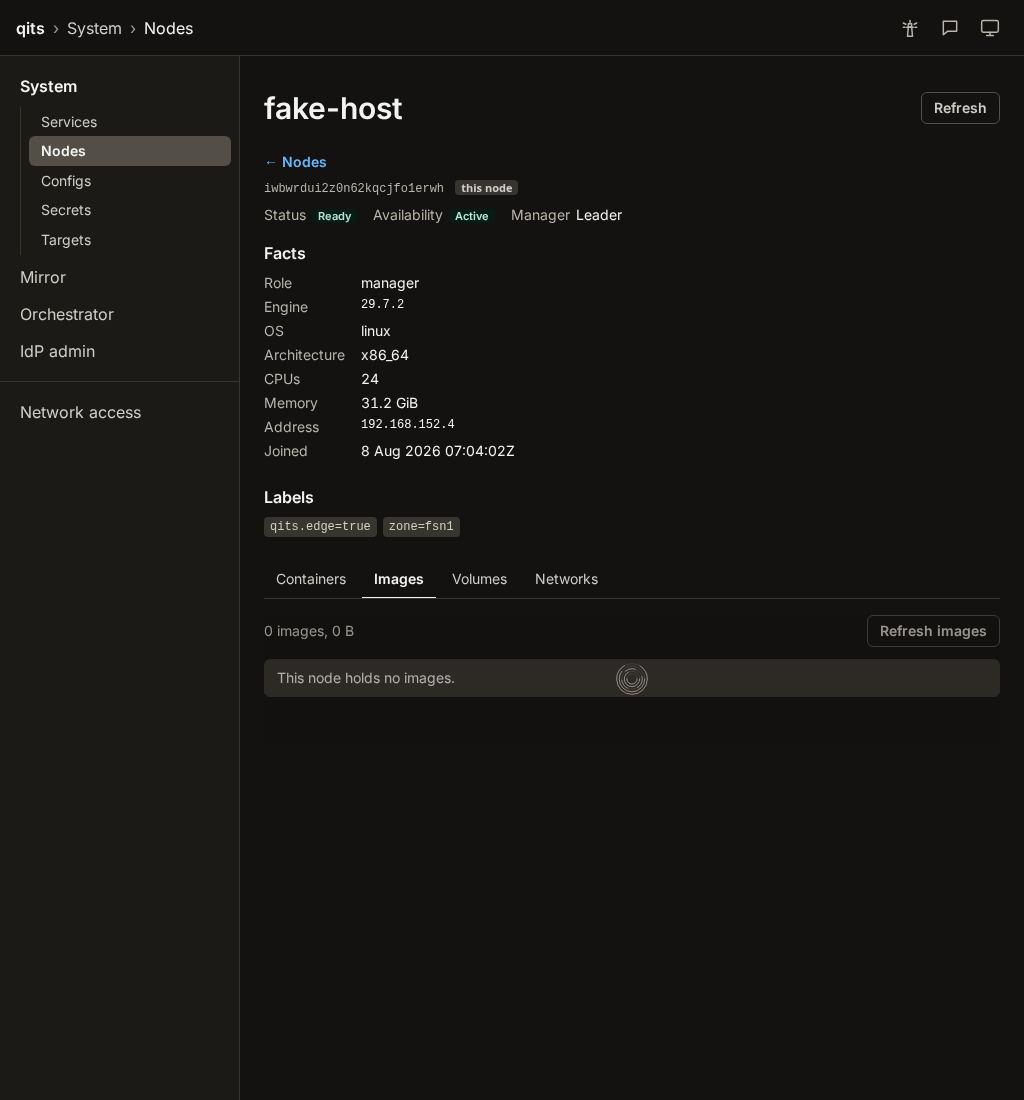 qits › System › Nodes
System
Services
Nodes
Configs
Secrets
Targets
Mirror
Orchestrator
IdP admin
Network access
fake-host
Refresh
← Nodes
iwbwrdui2z0n62kqcjfo1erwh this node
Status Ready Availability Active Manager Leader
Facts
Role manager
Engine 29.7.2
OS linux
Architecture x86_64
CPUs 24
Memory 31.2 GiB
Address 192.168.152.4
Joined 8 Aug 2026 07:04:02Z
Labels
qits.edge=true zone=fsn1
Containers Images Volumes Networks
0 images, 0 B Refresh images
This node holds no images.